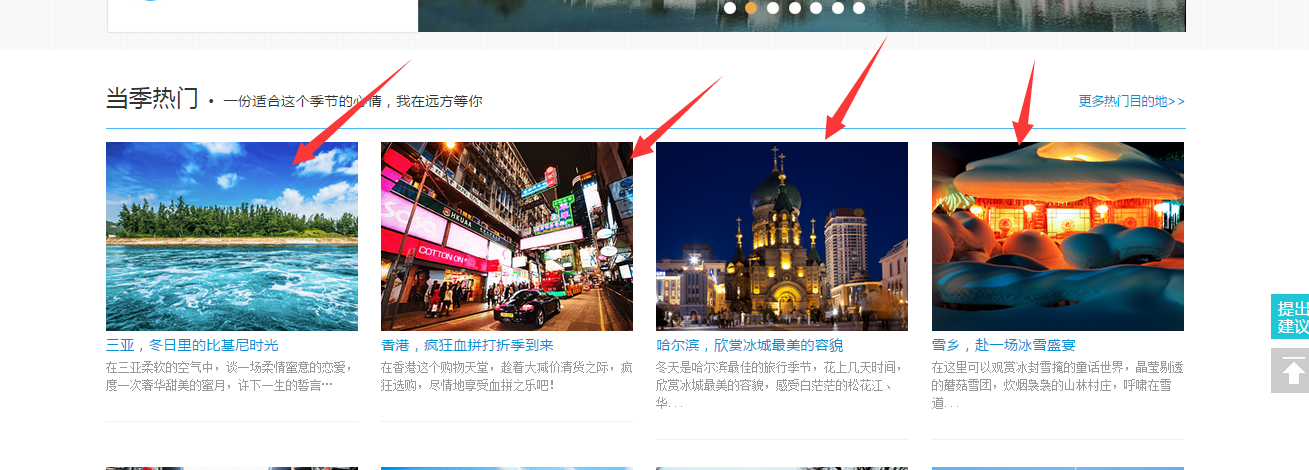 当季热门 • 一份适合这个季节的心情，我在远方等你
更多热门目的地>>
HKUAA
COTTON ON
三亚，冬日里的比基尼时光
在三亚柔软的空气中，谈一场柔情蜜意的恋爱，
度一次奢华甜美的蜜月，许下一生的誓言…
香港，疯狂血拼打折季到来
在香港这个购物天堂，趁着大减价清货之际，疯
狂选购，尽情地享受血拼之乐吧！
哈尔滨，欣赏冰城最美的容貌
冬天是哈尔滨最佳的旅行季节，花上几天时间，
欣赏冰城最美的容貌，感受白茫茫的松花江、
华...
雪乡，赴一场冰雪盛宴
在这里可以观赏冰封雪摛的童话世界，晶莹剔透
的蘑菇雪团，炊烟袅袅的山林村庄，呼啸在雪
道...
提出
建议